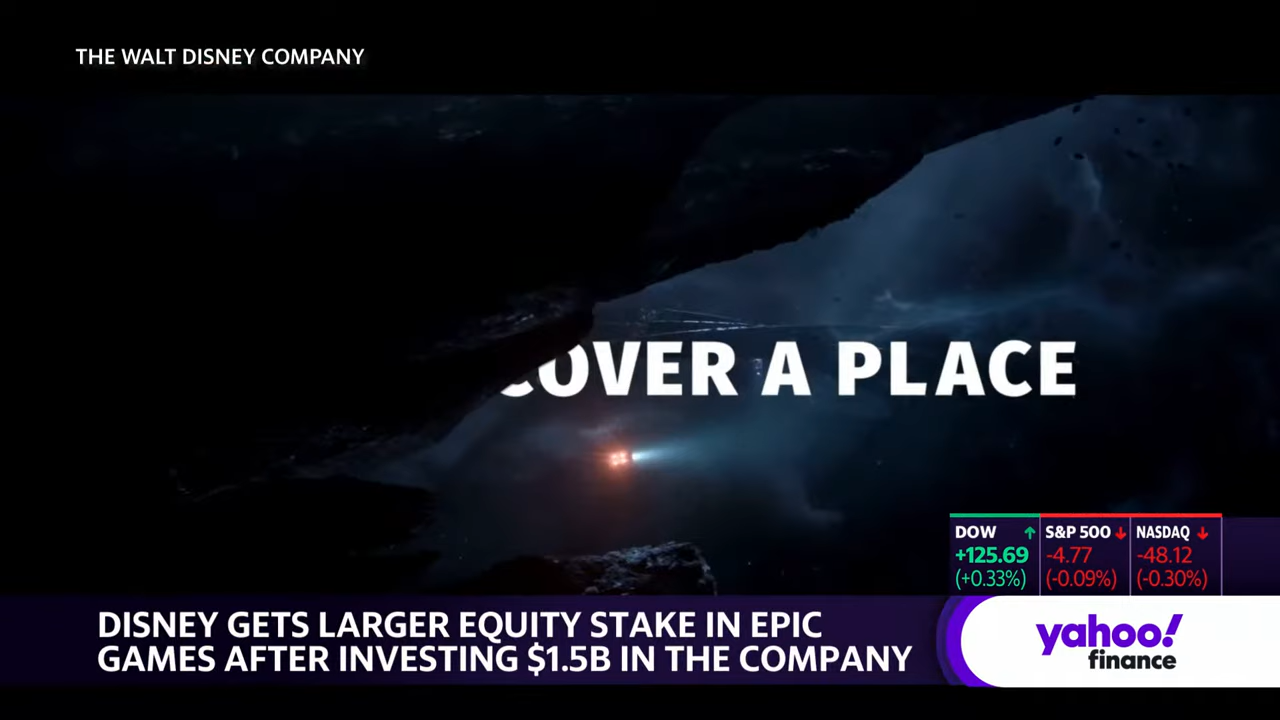 THE WALT DISNEY COMPANY
COVER A PLACE
DOW
+125.69
(+0.33%)
S&P 500
-4.77
(-0.09%)
NASDAQ
-48.12
(-0.30%)
DISNEY GETS LARGER EQUITY STAKE IN EPIC
GAMES AFTER INVESTING $1.5B IN THE COMPANY
yahoo!
finance